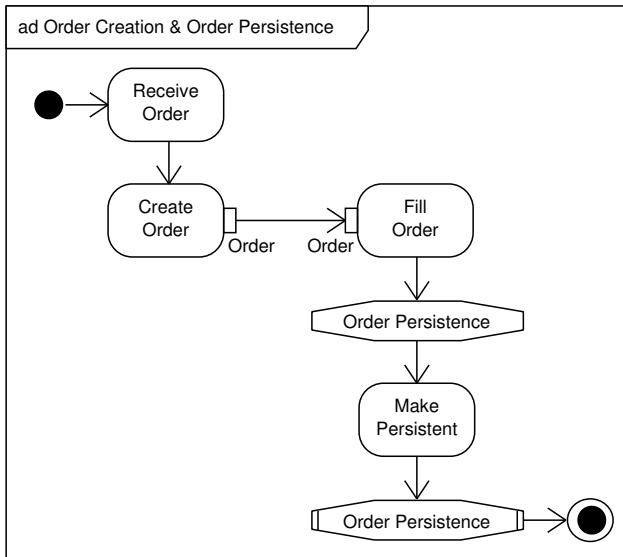 ad Order Creation & Order Persistence
Receive
Order
Create
Order
Order
Order
Fill
Order
Order Persistence
Make
Persistent
Order Persistence